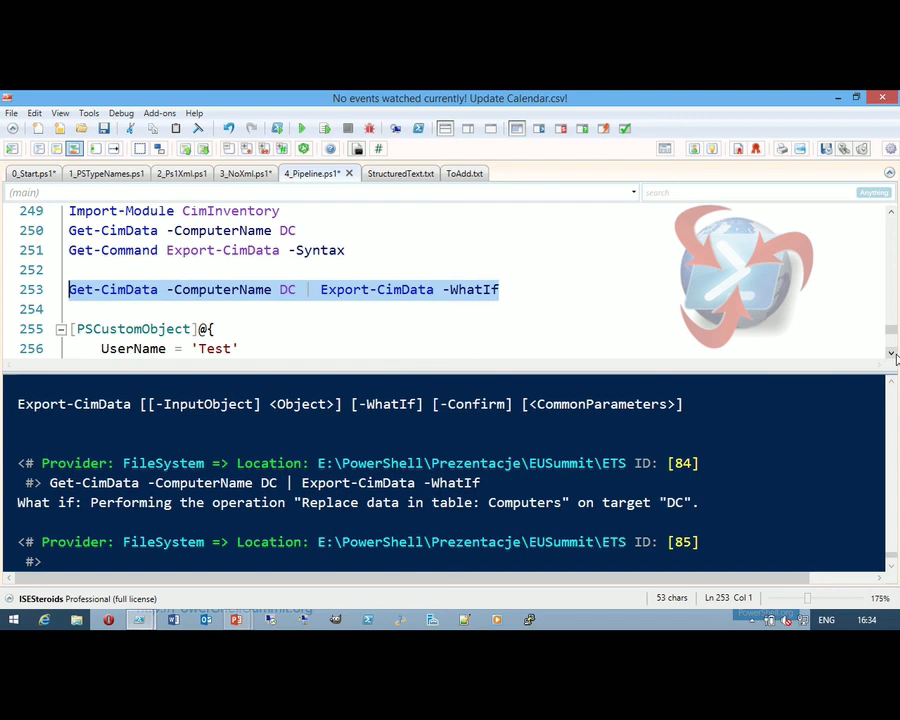 No events watched currently! Update Calendar.csv!
File Edit View Tools Debug Add-ons Help
0_Start.ps1* 1_PSTypeNames.ps1 2_Ps1Xml.ps1 3_NoXml.ps1* 4_Pipeline.ps1* StructuredText.txt ToAdd.txt
(main) search Anything
249 Import-Module CimInventory
250 Get-CimData -ComputerName DC
251 Get-Command Export-CimData -Syntax
252
253 Get-CimData -ComputerName DC | Export-CimData -WhatIf
254
255 [PSCustomObject]@{
256 UserName = 'Test'
Export-CimData [[-InputObject] <Object>] [-WhatIf] [-Confirm] [<CommonParameters>]
<# Provider: FileSystem => Location: E:\PowerShell\Prezentacje\EUSummit\ETS ID: [84]
#> Get-CimData -ComputerName DC | Export-CimData -WhatIf
What if: Performing the operation "Replace data in table: Computers" on target "DC".
<# Provider: FileSystem => Location: E:\PowerShell\Prezentacje\EUSummit\ETS ID: [85]
#>
ISESteroids Professional (full license) 53 chars Ln 253 Col 1 175%
ENG 16:34